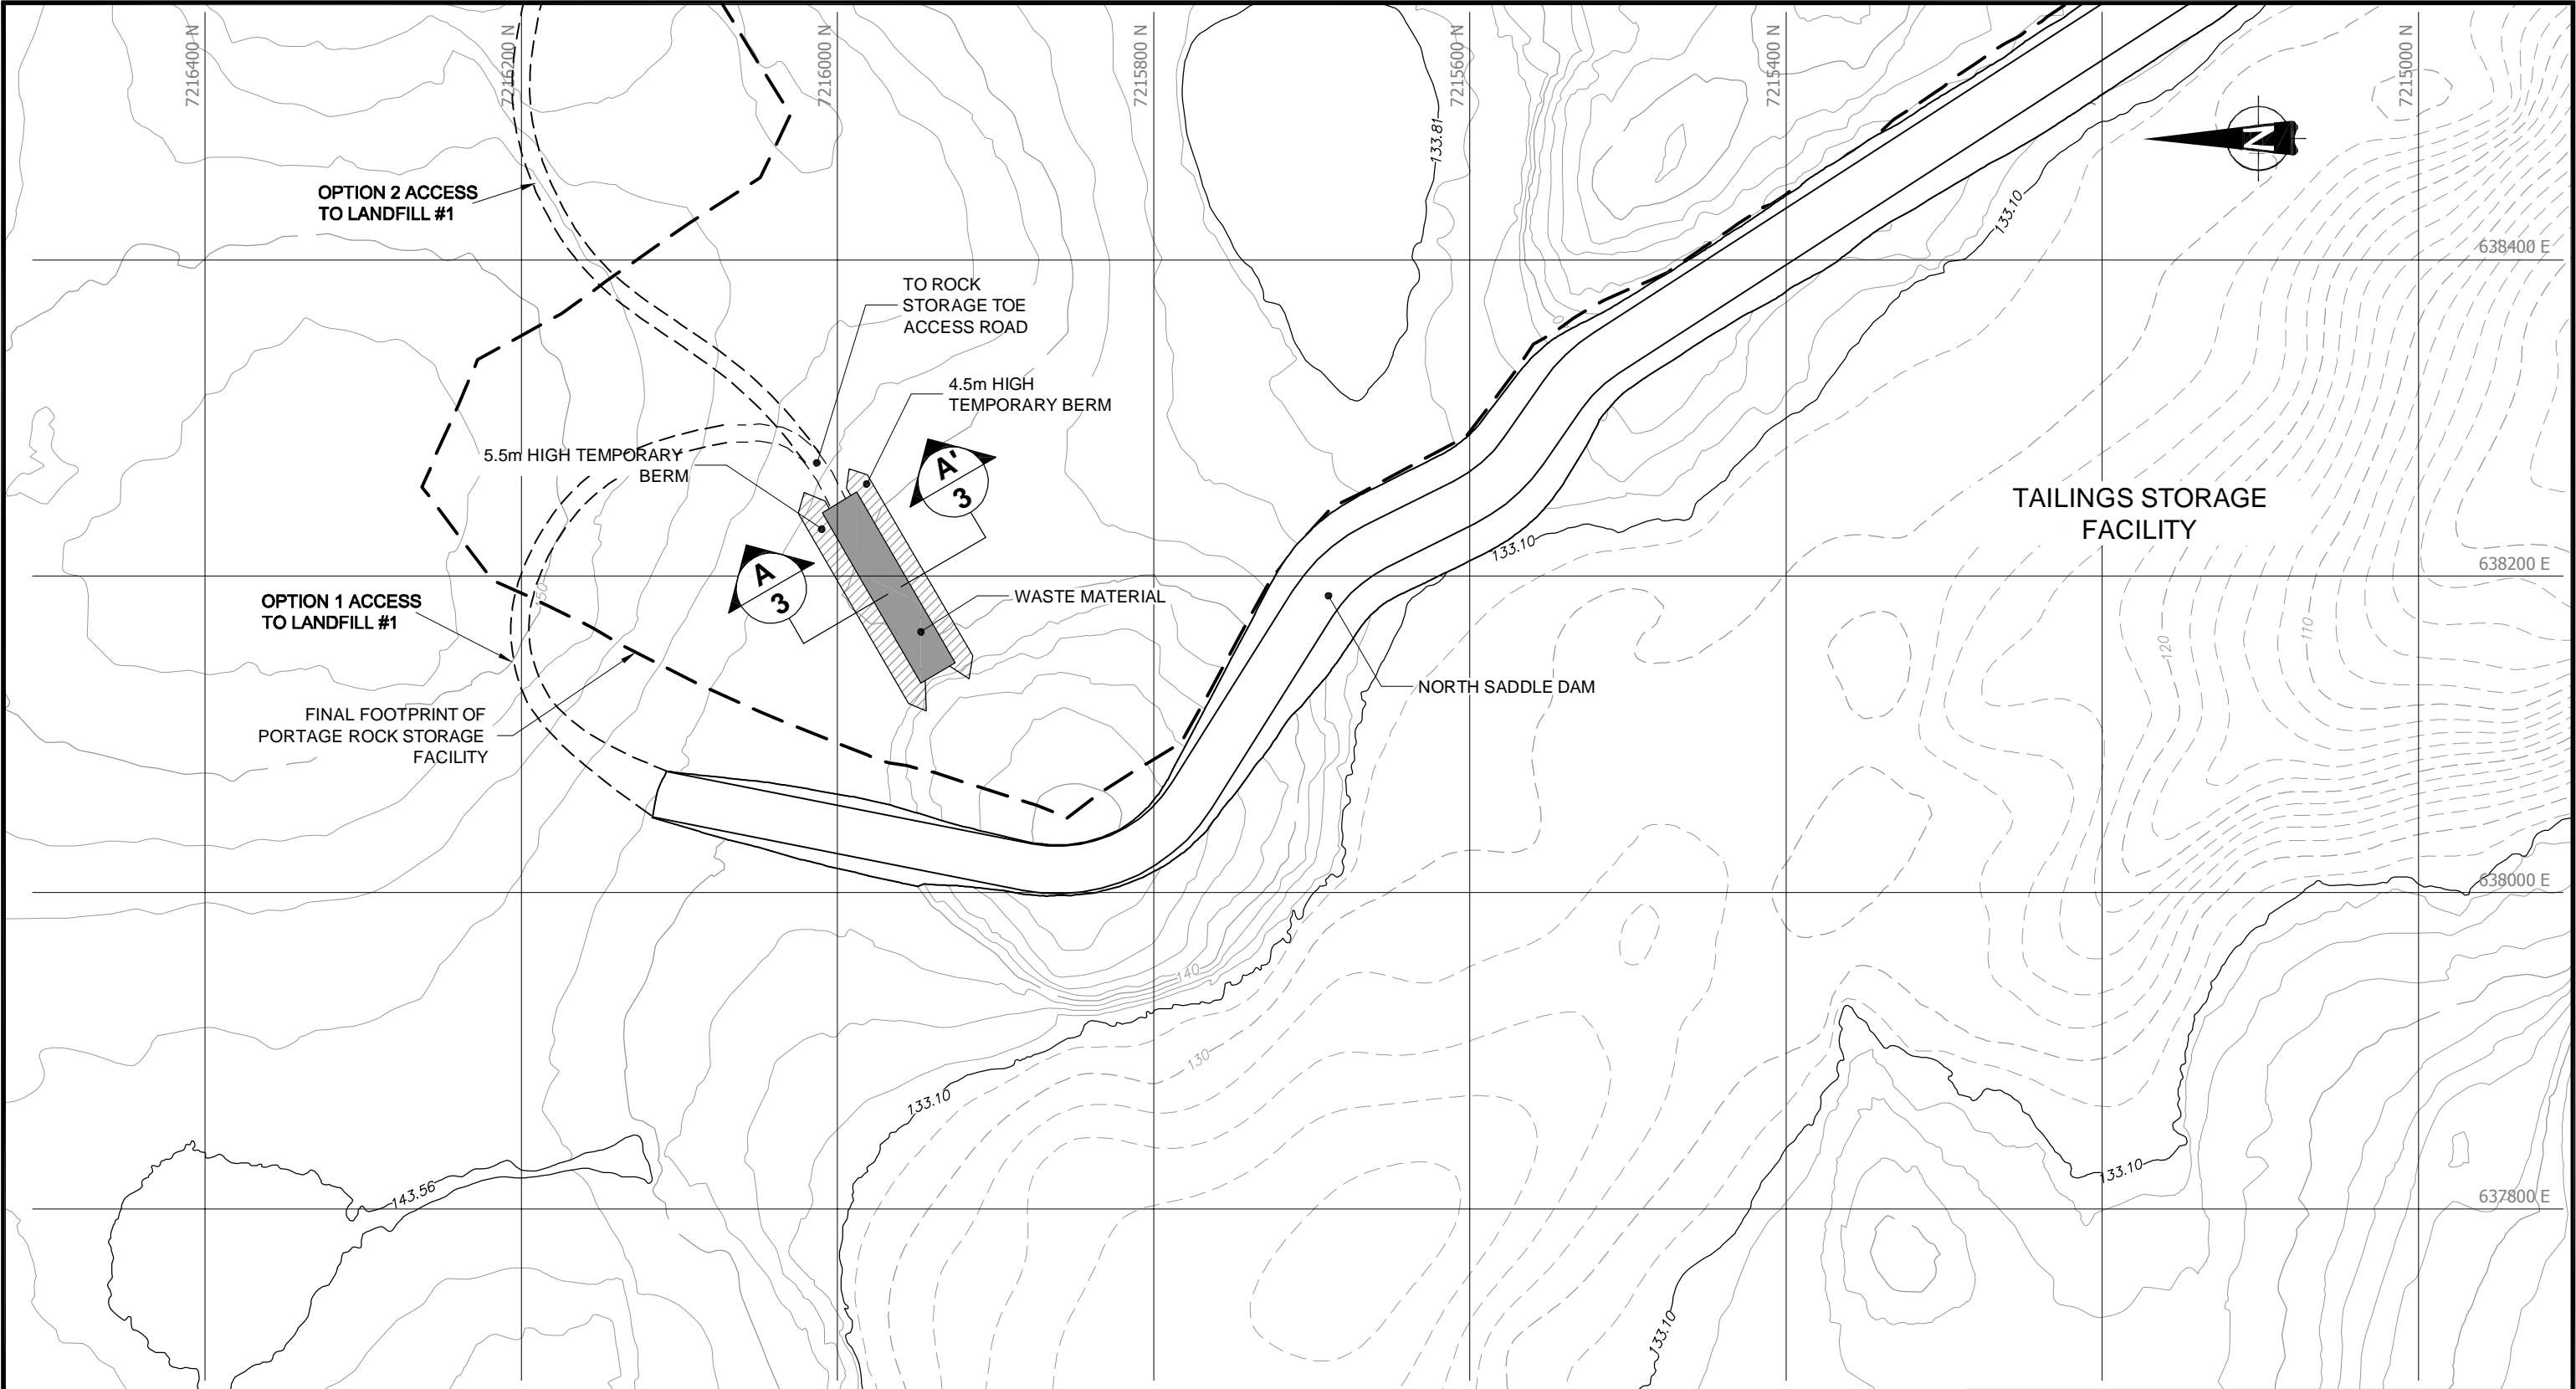 7216400 N
7216200 N
7216000 N
7215800 N
7215600 N
7215400 N
7215000 N
133.81
N
OPTION 2 ACCESS
TO LANDFILL #1
133.10
638400 E
TO ROCK
STORAGE TOE
ACCESS ROAD
4.5m HIGH
TEMPORARY BERM
5.5m HIGH TEMPORARY
BERM
A'
3
A
3
TAILINGS STORAGE
FACILITY
133.10
638200 E
OPTION 1 ACCESS
TO LANDFILL #1
150
WASTE MATERIAL
120
110
NORTH SADDLE DAM
FINAL FOOTPRINT OF
PORTAGE ROCK STORAGE
FACILITY
638000 E
140
130
133.10
143.56
133.10
637800 E
133.10